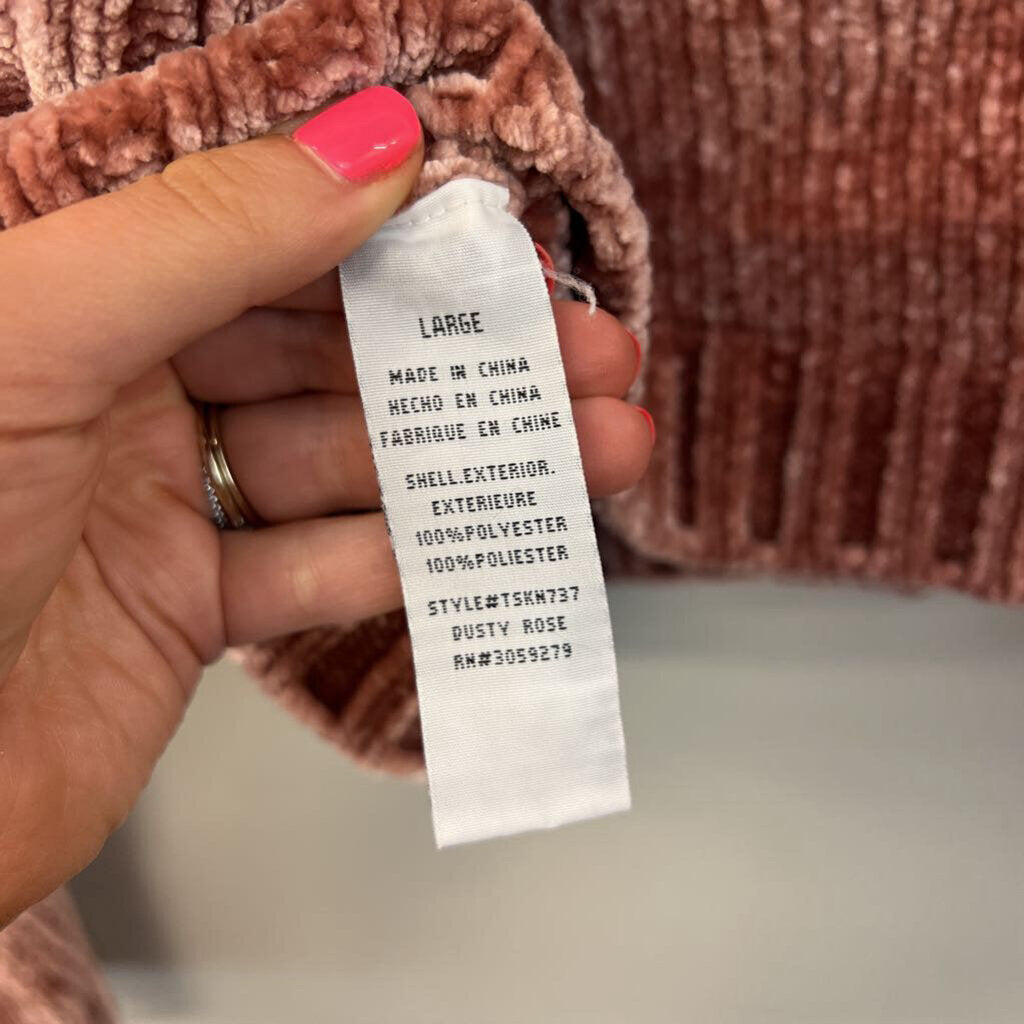 LARGE
MADE IN CHINA
HECHO EN CHINA
FABRIQUE EN CHINE
SHELL.EXTERIOR.
EXTERIEURE
100%POLYESTER
100%POLIESTER
STYLE#TSKN737
DUSTY ROSE
RN#3059279